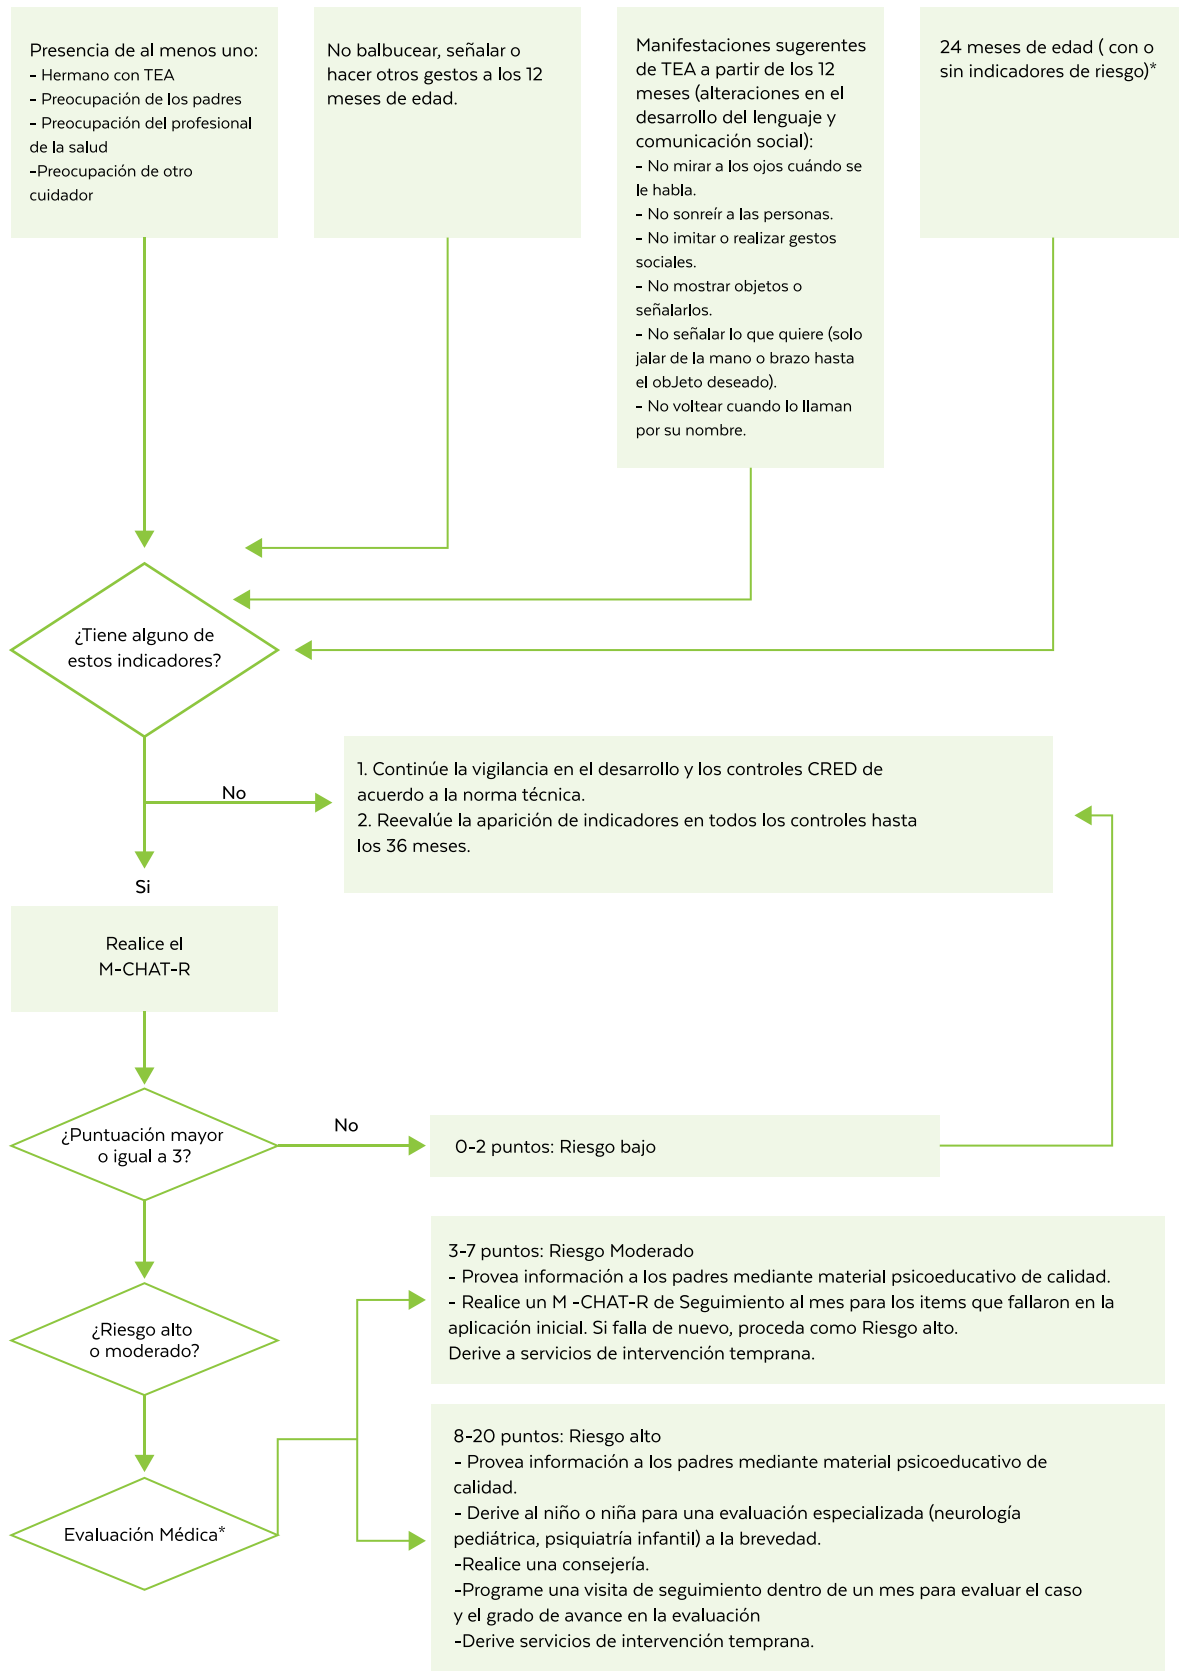 Presencia de al menos uno:
- Hermano con TEA
- Preocupación de los padres
- Preocupación del profesional
de la salud
-Preocupación de otro
cuidador
No balbucear, señalar o
hacer otros gestos a los 12
meses de edad.
Manifestaciones sugerentes
de TEA a partir de los 12
meses (alteraciones en el
desarrollo del lenguaje y
comunicación social):
- No mirar a los ojos cuándo se
le habla.
- No sonreír a las personas.
- No imitar o realizar gestos
sociales.
- No mostrar objetos o
señalarlos.
- No señalar lo que quiere (solo
jalar de la mano o brazo hasta
el obJeto deseado).
- No voltear cuando lo llaman
por su nombre.
24 meses de edad ( con o
sin indicadores de riesgo)*
¿Tiene alguno de
estos indicadores?
No
1. Continúe la vigilancia en el desarrollo y los controles CRED de
acuerdo a la norma técnica.
2. Reevalúe la aparición de indicadores en todos los controles hasta
los 36 meses.
Si
Realice el
M-CHAT-R
¿Puntuación mayor
o igual a 3?
No
0-2 puntos: Riesgo bajo
¿Riesgo alto
o moderado?
3-7 puntos: Riesgo Moderado
- Provea información a los padres mediante material psicoeducativo de calidad.
- Realice un M -CHAT-R de Seguimiento al mes para los items que fallaron en la
aplicación inicial. Si falla de nuevo, proceda como Riesgo alto.
Derive a servicios de intervención temprana.
Evaluación Médica*
8-20 puntos: Riesgo alto
- Provea información a los padres mediante material psicoeducativo de
calidad.
- Derive al niño o niña para una evaluación especializada (neurología
pediátrica, psiquiatría infantil) a la brevedad.
-Realice una consejería.
-Programe una visita de seguimiento dentro de un mes para evaluar el caso
y el grado de avance en la evaluación
-Derive servicios de intervención temprana.